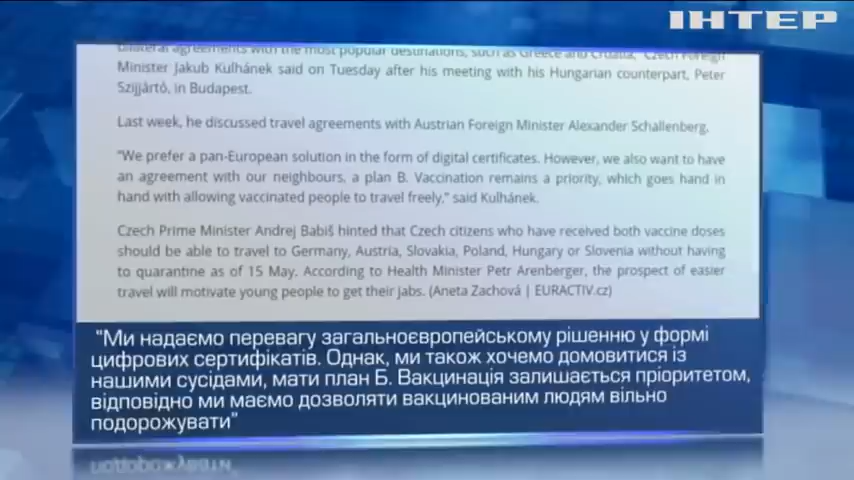 ІНТЕР
bilateral agreements with the most popular destinations, such as Greece and Croatia," Czech Foreign
Minister Jakub Kulhánek said on Tuesday after his meeting with his Hungarian counterpart, Peter
Szijjártó, in Budapest.
Last week, he discussed travel agreements with Austrian Foreign Minister Alexander Schallenberg.
"We prefer a pan-European solution in the form of digital certificates. However, we also want to have
an agreement with our neighbours, a plan B. Vaccination remains a priority, which goes hand in
hand with allowing vaccinated people to travel freely," said Kulhánek.
Czech Prime Minister Andrej Babiš hinted that Czech citizens who have received both vaccine doses
should be able to travel to Germany, Austria, Slovakia, Poland, Hungary or Slovenia without having
to quarantine as of 15 May. According to Health Minister Petr Arenberger, the prospect of easier
travel will motivate young people to get their jabs. (Aneta Zachová | EURACTIV.cz)
"Ми надаємо перевагу загальноєвропейському рішенню у формі
цифрових сертифікатів. Однак, ми також хочемо домовитися із
нашими сусідами, мати план Б. Вакцинація залишається пріоритетом,
відповідно ми маємо дозволяти вакцинованим людям вільно
подорожувати"